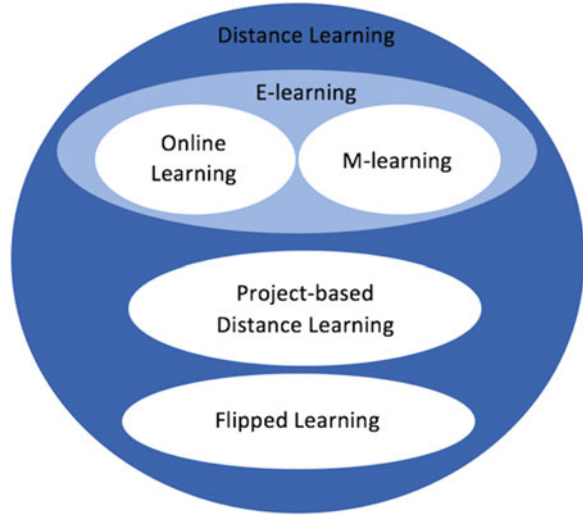 Distance Learning
E-learning
Online
Learning
M-learning
Project-based
Distance Learning
Flipped Learning